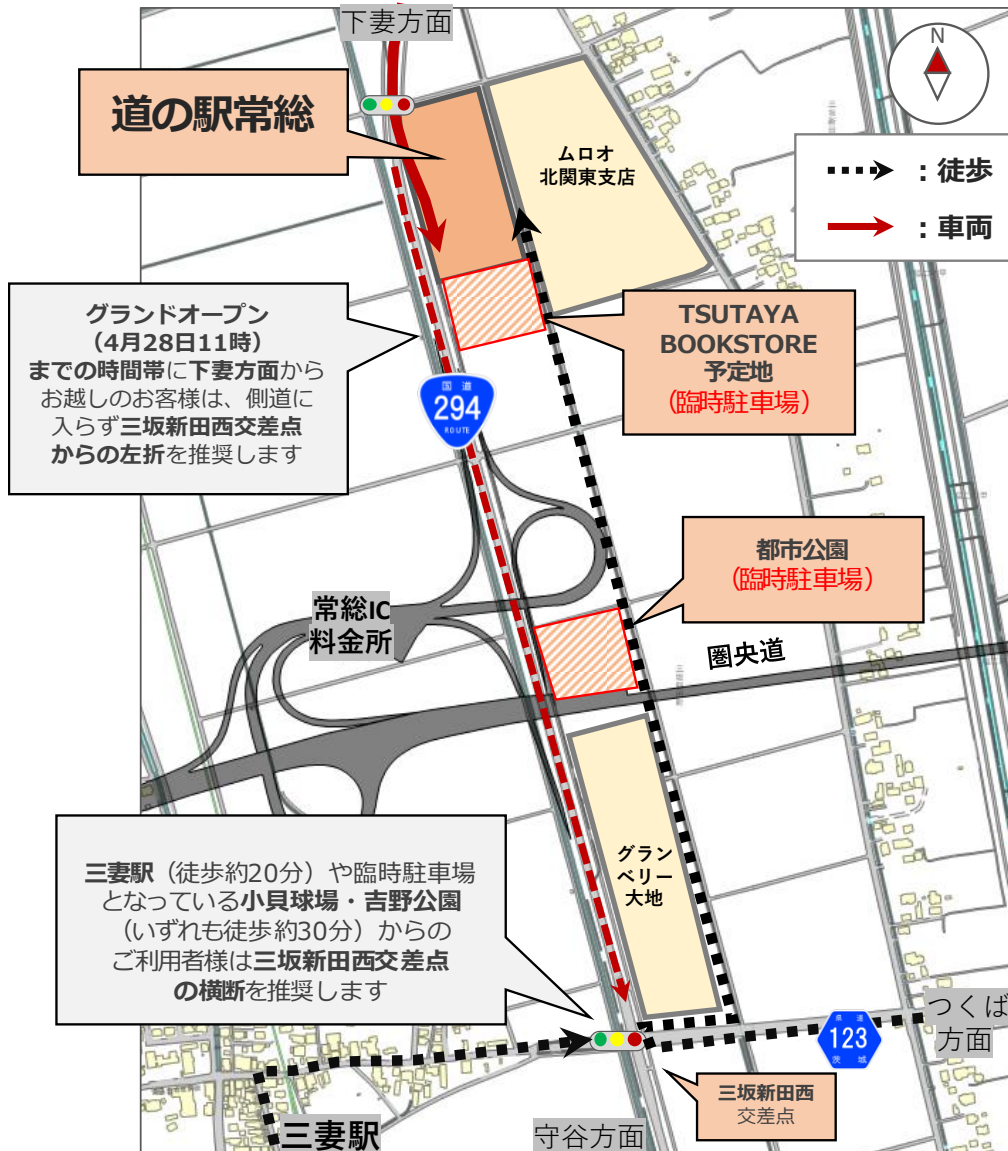 下妻方面
N
道の駅常総
ムロオ
北関東支店
：徒歩
：車両
グランドオープン
（4月28日11時）
までの時間帯に下妻方面から
お越しのお客様は、側道に
入らず三坂新田西交差点
からの左折を推奨します
国道
294
ROUTE
TSUTAYA
BOOKSTORE
予定地
（臨時駐車場）
都市公園
（臨時駐車場）
常総IC
料金所
圏央道
グラン
ベリー
大地
三妻駅（徒歩約20分）や臨時駐車場
となっている小貝球場・吉野公園
（いずれも徒歩約30分）からの
ご利用者様は三坂新田西交差点
の横断を推奨します
つくば
方面
県道
123
茨城
三坂新田西
交差点
三妻駅
守谷方面